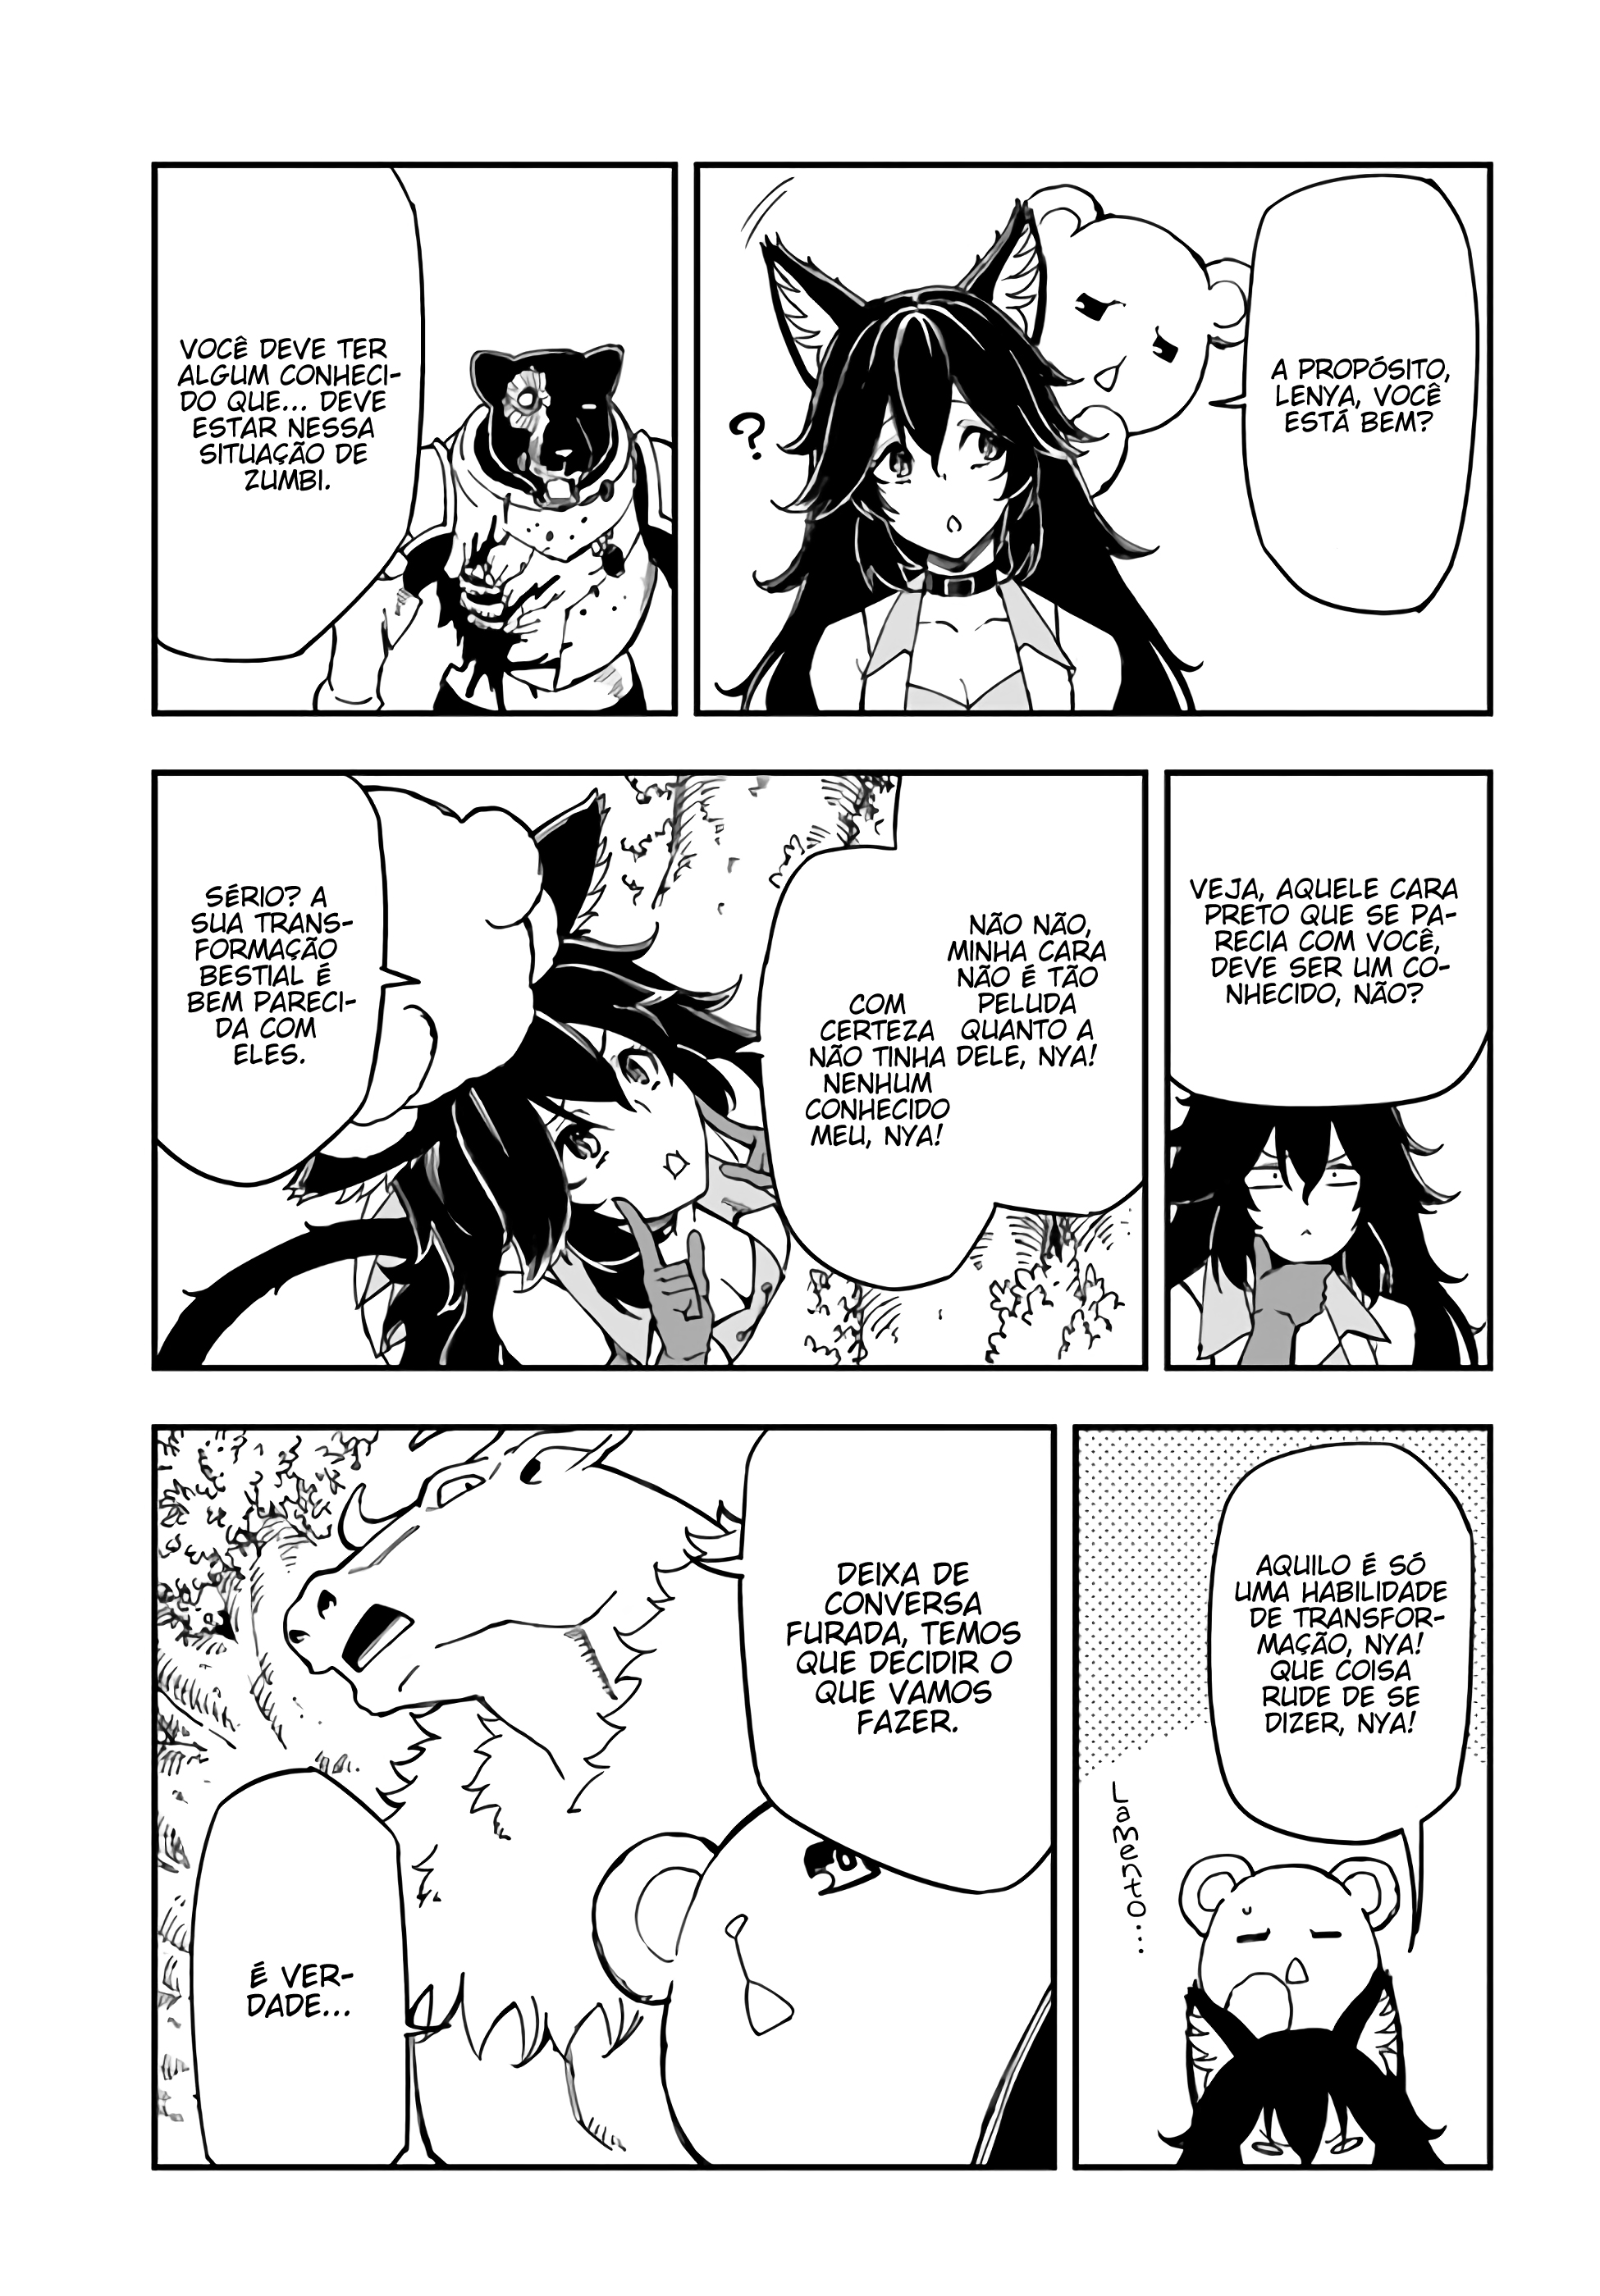 A PROPÓSITO,
LENYA, VOCÊ
ESTÁ BEM?
?
VOCÊ DEVE TER
ALGUM CONHECI-
DO QUE... DEVE
ESTAR NESSA
SITUAÇÃO DE
ZUMBI.
VEJA, AQUELE CARA
PRETO QUE SE PA-
RECIA COM VOCÊ,
DEVE SER UM CO-
NHECIDO, NÃO?
NÃO NÃO,
MINHA CARA
NÃO É TÃO
PELUDA
QUANTO A
DELE, NYA!
COM
CERTEZA
NÃO TINHA
NENHUM
CONHECIDO
MEU, NYA!
SÉRIO? A
SUA TRANS-
FORMAÇÃO
BESTIAL É
BEM PARECI-
DA COM
ELES.
AQUILO É SÓ
UMA HABILIDADE
DE TRANSFOR-
MAÇÃO, NYA!
QUE COISA
RUDE DE SE
DIZER, NYA!
Lamento...
DEIXA DE
CONVERSA
FURADA, TEMOS
QUE DECIDIR O
QUE VAMOS
FAZER.
É VER-
DADE...